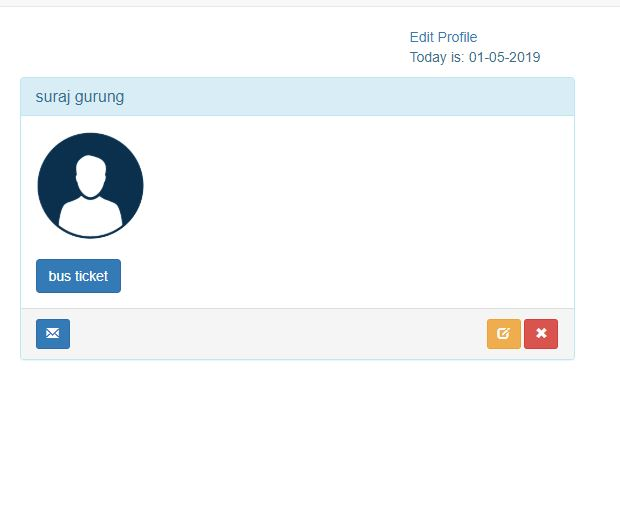 Edit Profile
Today is: 01-05-2019
suraj gurung
bus ticket